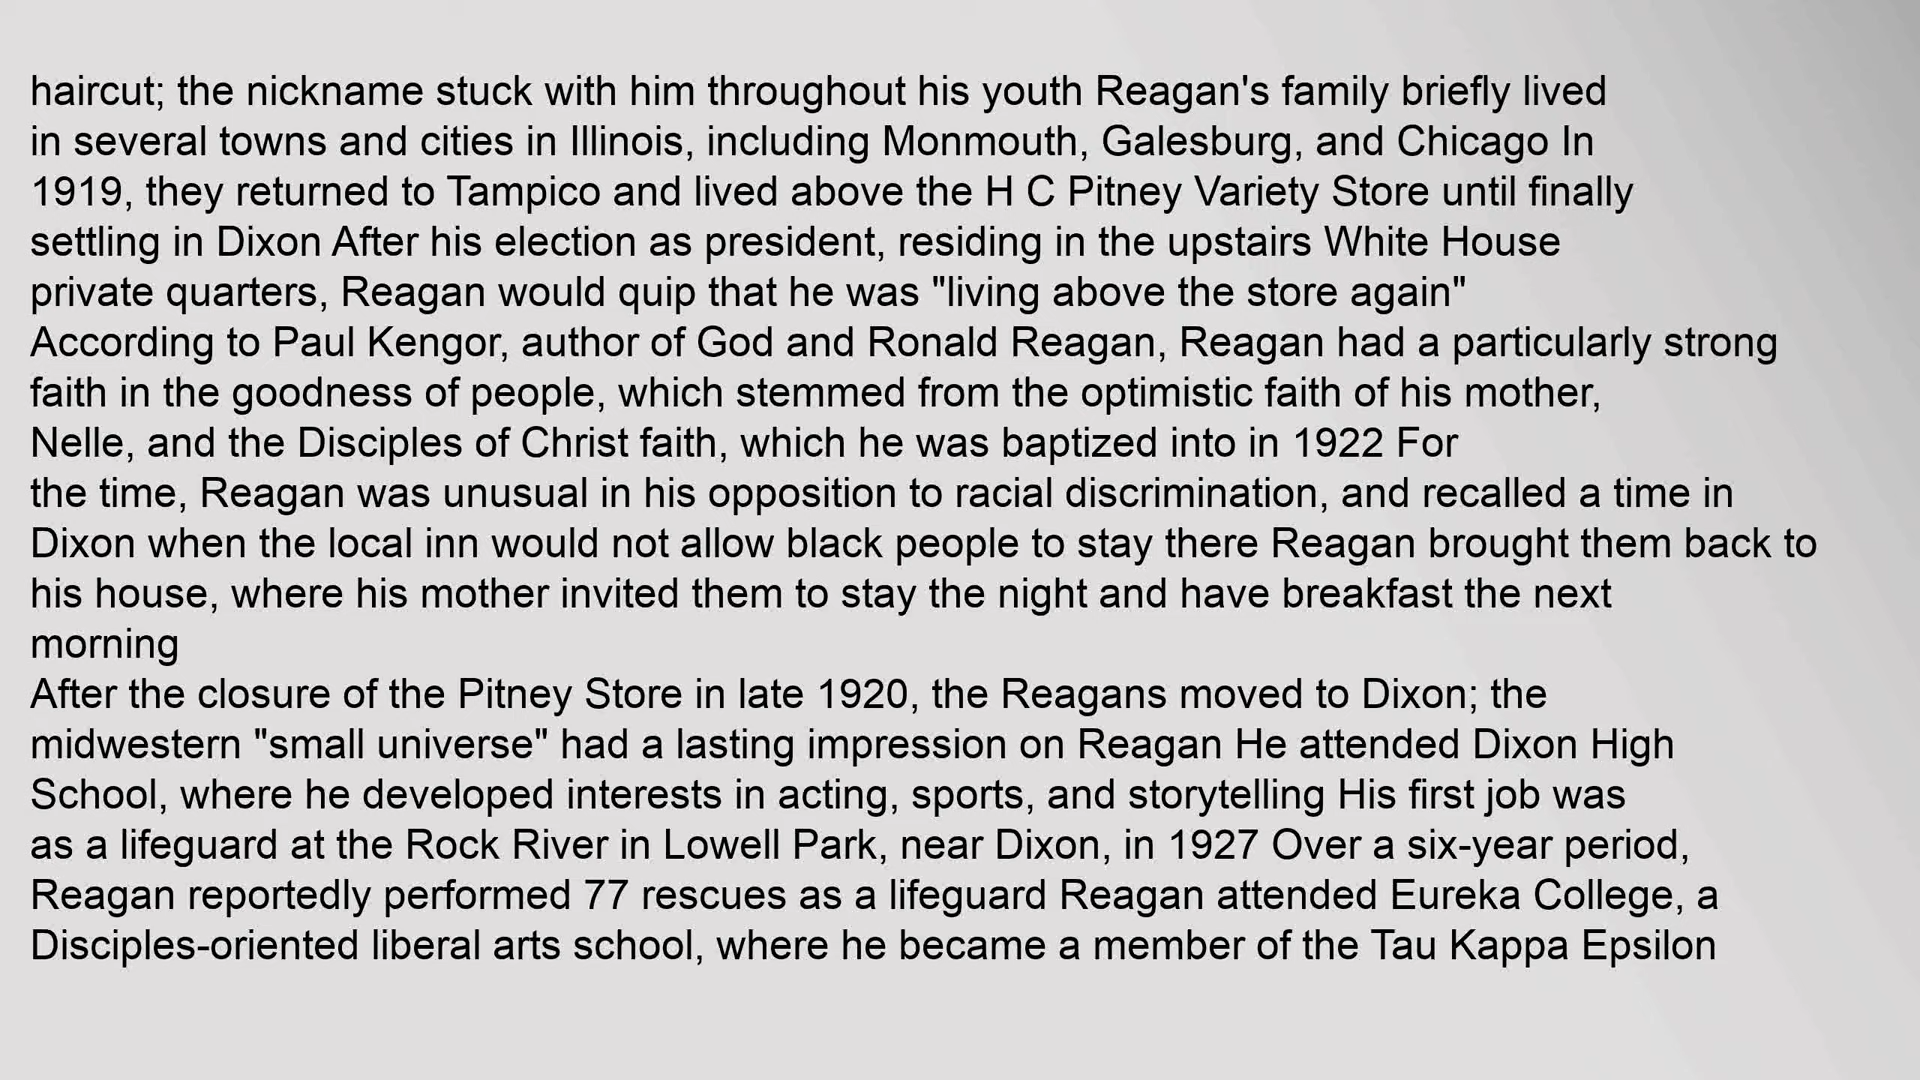 haircut; the nickname stuck with him throughout his youth Reagan's family briefly lived
in several towns and cities in Illinois, including Monmouth, Galesburg, and Chicago In
1919, they returned to Tampico and lived above the H C Pitney Variety Store until finally
settling in Dixon After his election as president, residing in the upstairs White House
private quarters, Reagan would quip that he was "living above the store again"
According to Paul Kengor, author of God and Ronald Reagan, Reagan had a particularly strong
faith in the goodness of people, which stemmed from the optimistic faith of his mother,
Nelle, and the Disciples of Christ faith, which he was baptized into in 1922 For
the time, Reagan was unusual in his opposition to racial discrimination, and recalled a time in
Dixon when the local inn would not allow black people to stay there Reagan brought them back to
his house, where his mother invited them to stay the night and have breakfast the next
morning
After the closure of the Pitney Store in late 1920, the Reagans moved to Dixon; the
midwestern "small universe" had a lasting impression on Reagan He attended Dixon High
School, where he developed interests in acting, sports, and storytelling His first job was
as a lifeguard at the Rock River in Lowell Park, near Dixon, in 1927 Over a six-year period,
Reagan reportedly performed 77 rescues as a lifeguard Reagan attended Eureka College, a
Disciples-oriented liberal arts school, where he became a member of the Tau Kappa Epsilon